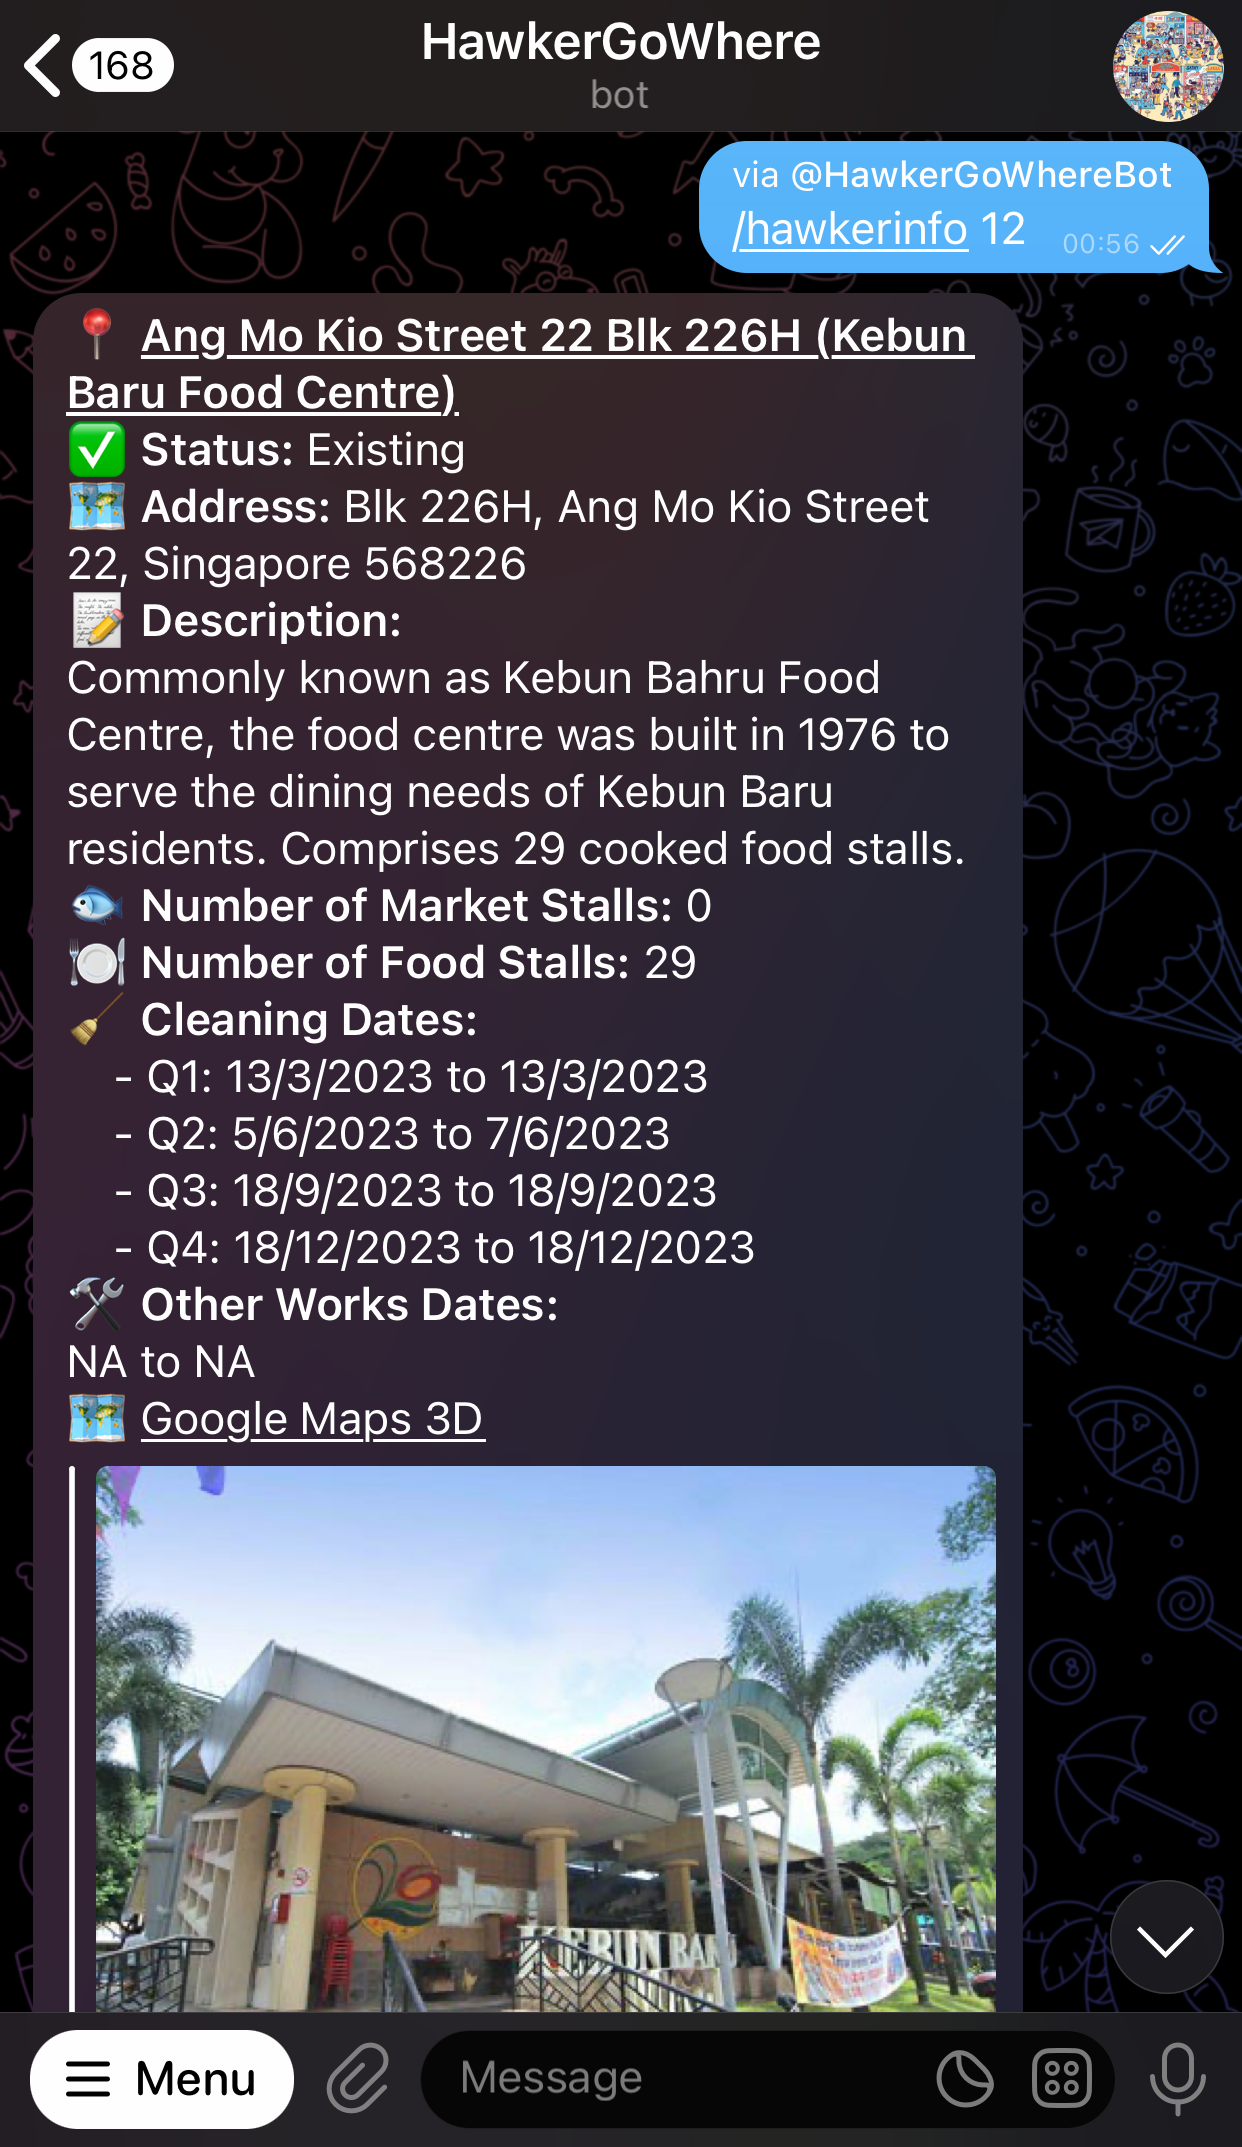 168
HawkerGoWhere
bot
via @HawkerGoWhereBot
/hawkerinfo 12
00:56
Ang Mo Kio Street 22 Blk 226H (Kebun
Baru Food Centre)
Status: Existing
Address: Blk 226H, Ang Mo Kio Street
22, Singapore 568226
Description:
Commonly known as Kebun Bahru Food
Centre, the food centre was built in 1976 to
serve the dining needs of Kebun Baru
residents. Comprises 29 cooked food stalls.
Number of Market Stalls: 0
Number of Food Stalls: 29
Cleaning Dates:
- Q1: 13/3/2023 to 13/3/2023
- Q2: 5/6/2023 to 7/6/2023
- Q3: 18/9/2023 to 18/9/2023
- Q4: 18/12/2023 to 18/12/2023
Other Works Dates:
NA to NA
Google Maps 3D
KEBUN BARU
Menu
Message